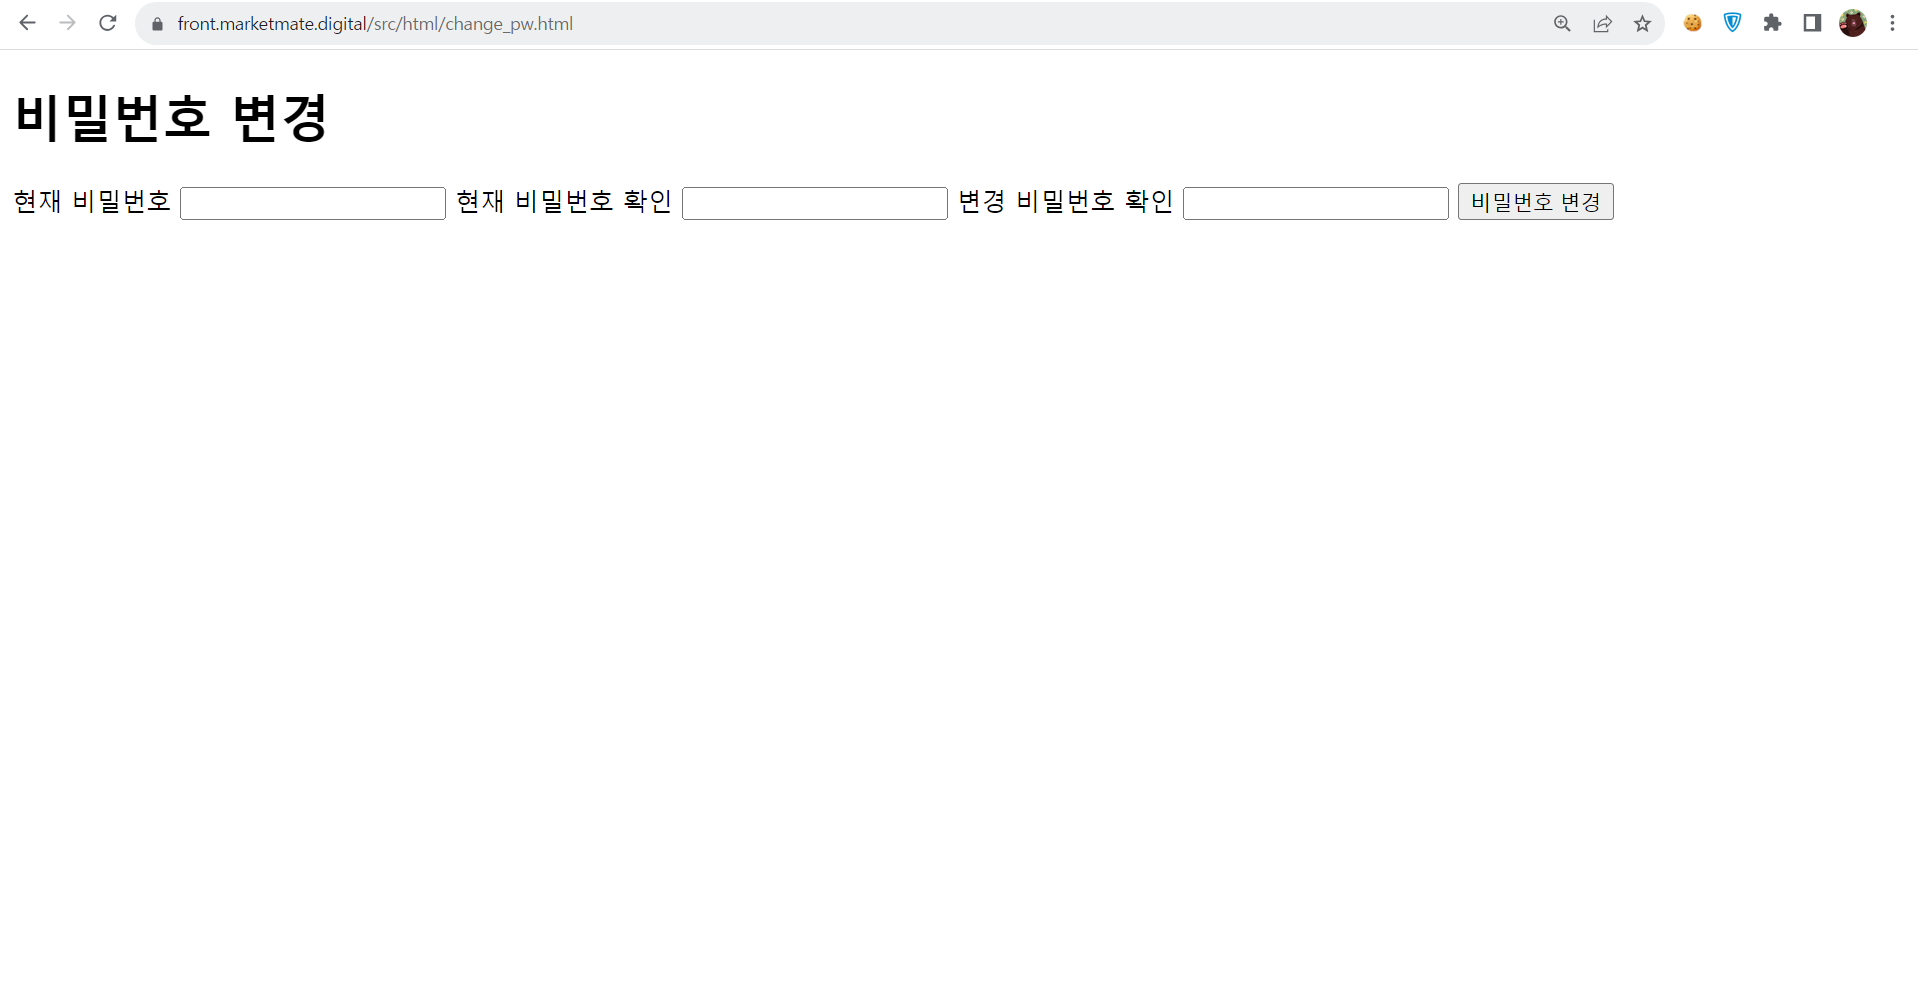 front.marketmate.digital/src/html/change_pw.html
비밀번호 변경
현재 비밀번호 현재 비밀번호 확인 변경 비밀번호 확인 비밀번호 변경